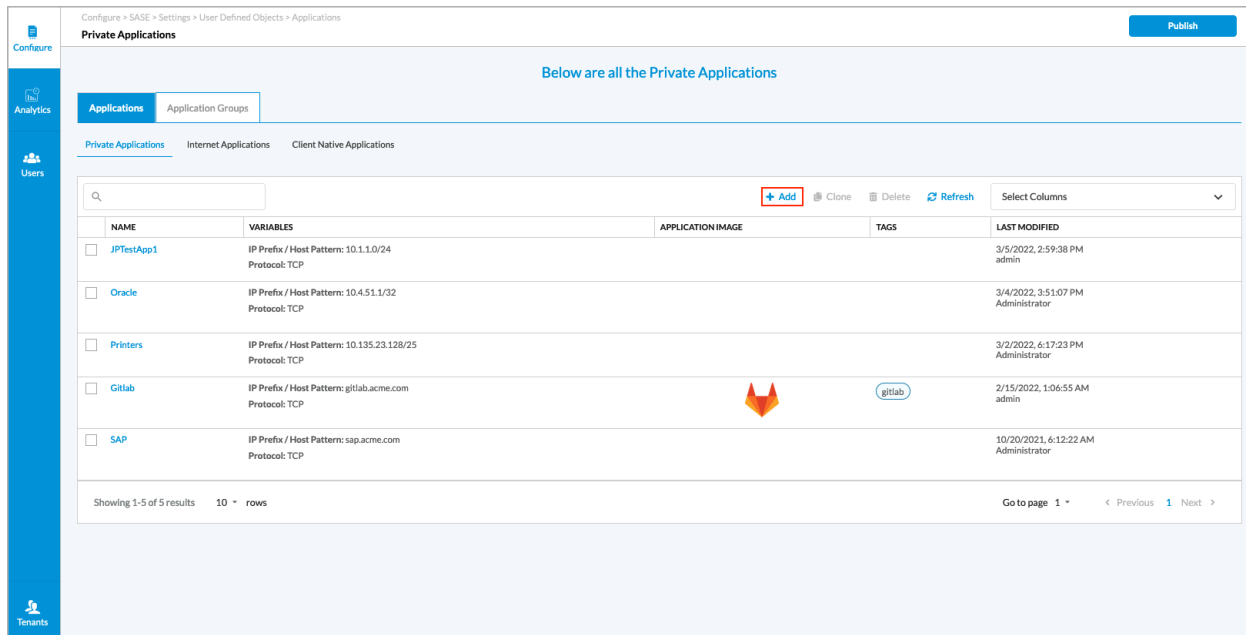 Configure > SASE > Settings > User Defined Objects > Applications
Private Applications
Publish
Configure
Analytics
Users
Tenants
Below are all the Private Applications
Applications
Application Groups
Private Applications
Internet Applications
Client Native Applications
+ Add
Clone
Delete
Refresh
Select Columns
NAME VARIABLES APPLICATION IMAGE TAGS LAST MODIFIED
JPTestApp1 IP Prefix / Host Pattern: 10.1.1.0/24 3/5/2022, 2:59:38 PM
Protocol: TCP admin
Oracle IP Prefix / Host Pattern: 10.4.51.1/32 3/4/2022, 3:51:07 PM
Protocol: TCP Administrator
Printers IP Prefix / Host Pattern: 10.135.23.128/25 3/2/2022, 6:17:23 PM
Protocol: TCP Administrator
Gitlab IP Prefix / Host Pattern: gitlab.acme.com gitlab 2/15/2022, 1:06:55 AM
Protocol: TCP admin
SAP IP Prefix / Host Pattern: sap.acme.com 10/20/2021, 6:12:22 AM
Protocol: TCP Administrator
Showing 1-5 of 5 results 10 rows Go to page 1 < Previous 1 Next >